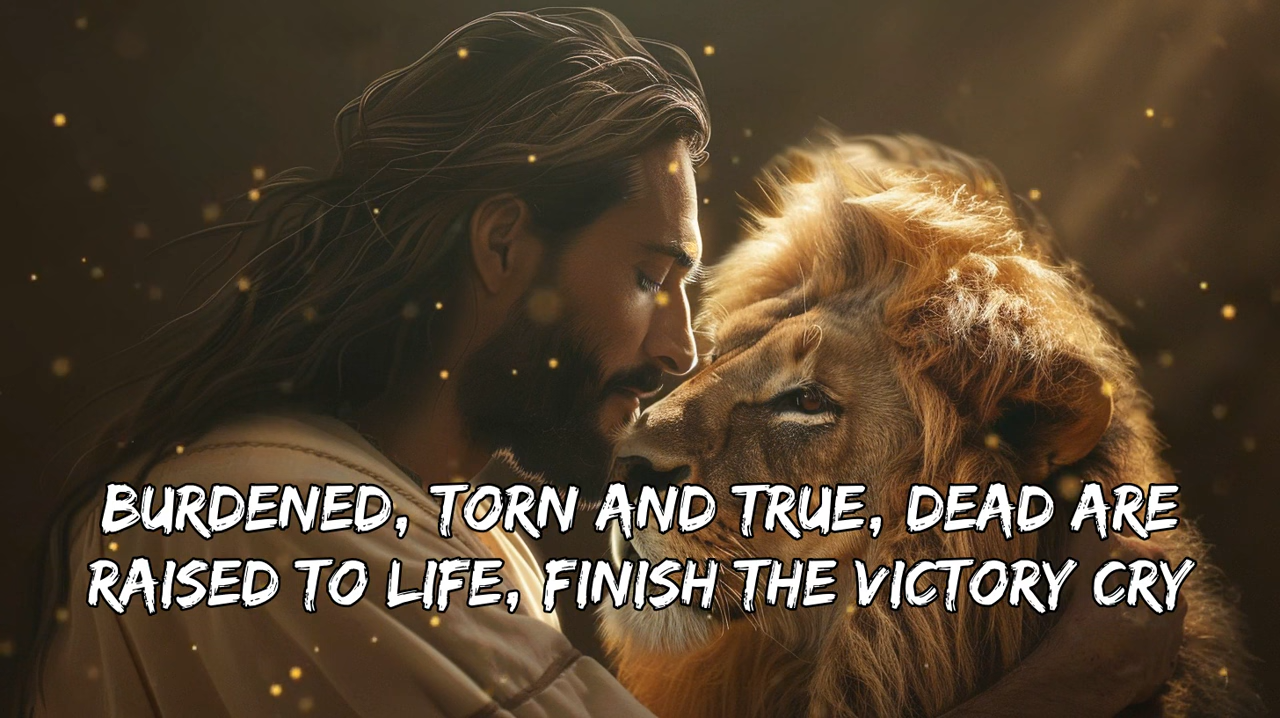 BURDENED, TORN AND TRUE, DEAD ARE
RAISED TO LIFE, FINISH THE VICTORY CRY